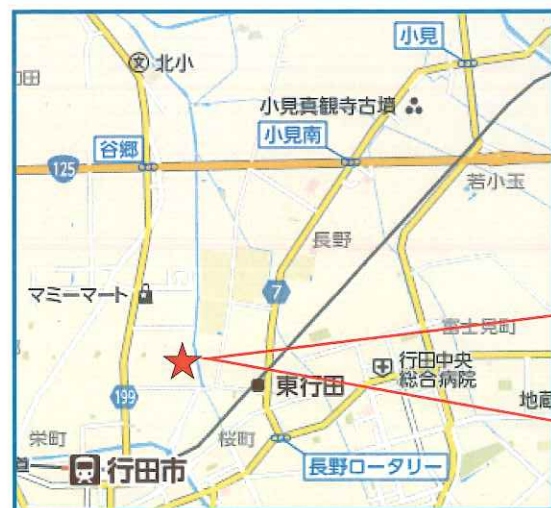 小見
北小
小見真観寺古墳
谷郷
小見南
125
若小玉
長野
7
マミーマート
富士見町
行田中央
総合病院
東行田
199
地蔵
栄町
桜町
長野ロータリー
行田市